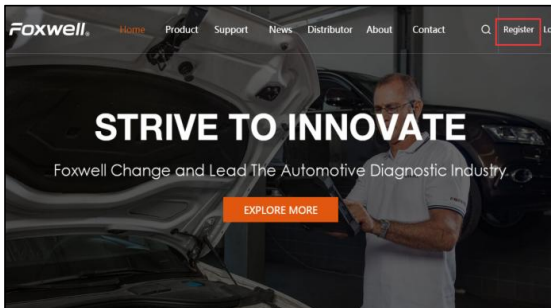 FOXWELL®
Home Product Support News Distributor About Contact Register
STRIVE TO INNOVATE
Foxwell Change and Lead The Automotive Diagnostic Industry.
EXPLORE MORE